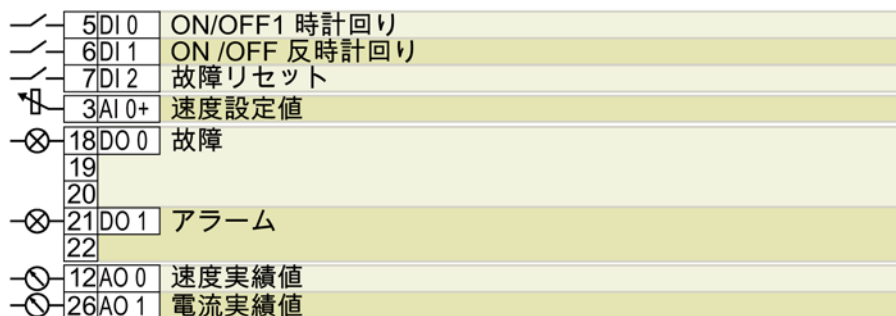 5 DI 0 ON/OFF1 時計回り
6 DI 1 ON /OFF 反時計回り
7 DI 2 故障リセット
3 AI 0+ 速度設定値
18 DO 0 故障
19
20
21 DO 1 アラーム
22
12 AO 0 速度実績値
26 AO 1 電流実績値